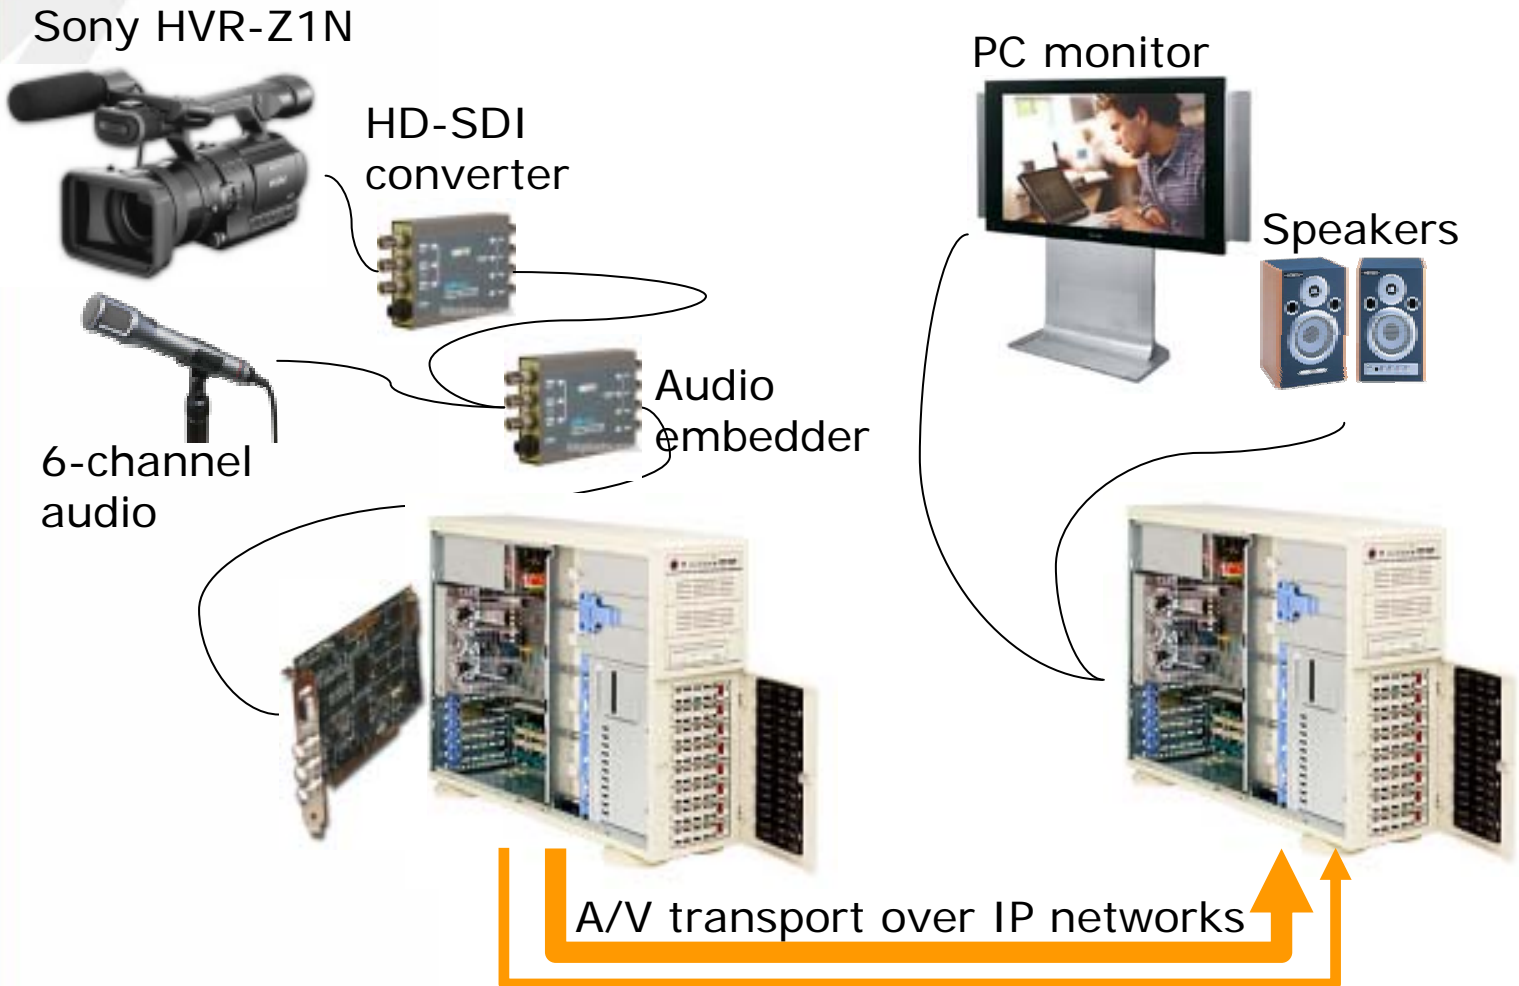 Sony HVR-Z1N
HD-SDI
converter
6-channel
audio
Audio
embedder
PC monitor
Speakers
A/V transport over IP networks